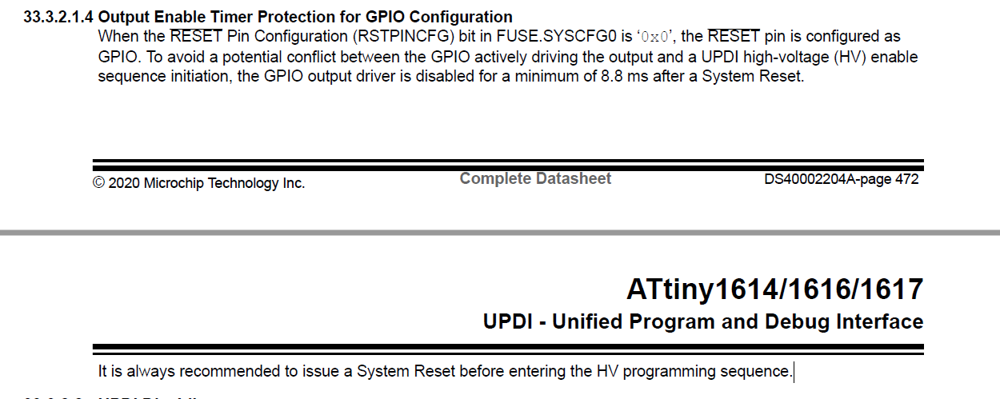 33.3.2.1.4 Output Enable Timer Protection for GPIO Configuration
When the RESET Pin Configuration (RSTPINCFG) bit in FUSE.SYSCFG0 is ‘0x0’, the RESET pin is configured as
GPIO. To avoid a potential conflict between the GPIO actively driving the output and a UPDI high-voltage (HV) enable
sequence initiation, the GPIO output driver is disabled for a minimum of 8.8 ms after a System Reset.
© 2020 Microchip Technology Inc.
Complete Datasheet
DS40002204A-page 472
ATtiny1614/1616/1617
UPDI - Unified Program and Debug Interface
It is always recommended to issue a System Reset before entering the HV programming sequence.